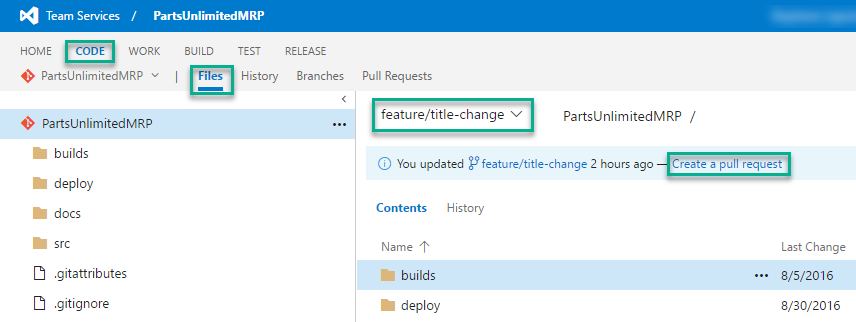 Team Services / PartsUnlimitedMRP
HOME CODE WORK BUILD TEST RELEASE
PartsUnlimitedMRP | Files History Branches Pull Requests
PartsUnlimitedMRP ...
builds
deploy
docs
src
.gitattributes
.gitignore
feature/title-change PartsUnlimitedMRP /
You updated feature/title-change 2 hours ago — Create a pull request
Contents History
Name Last Change
builds ... 8/5/2016
deploy 8/30/2016